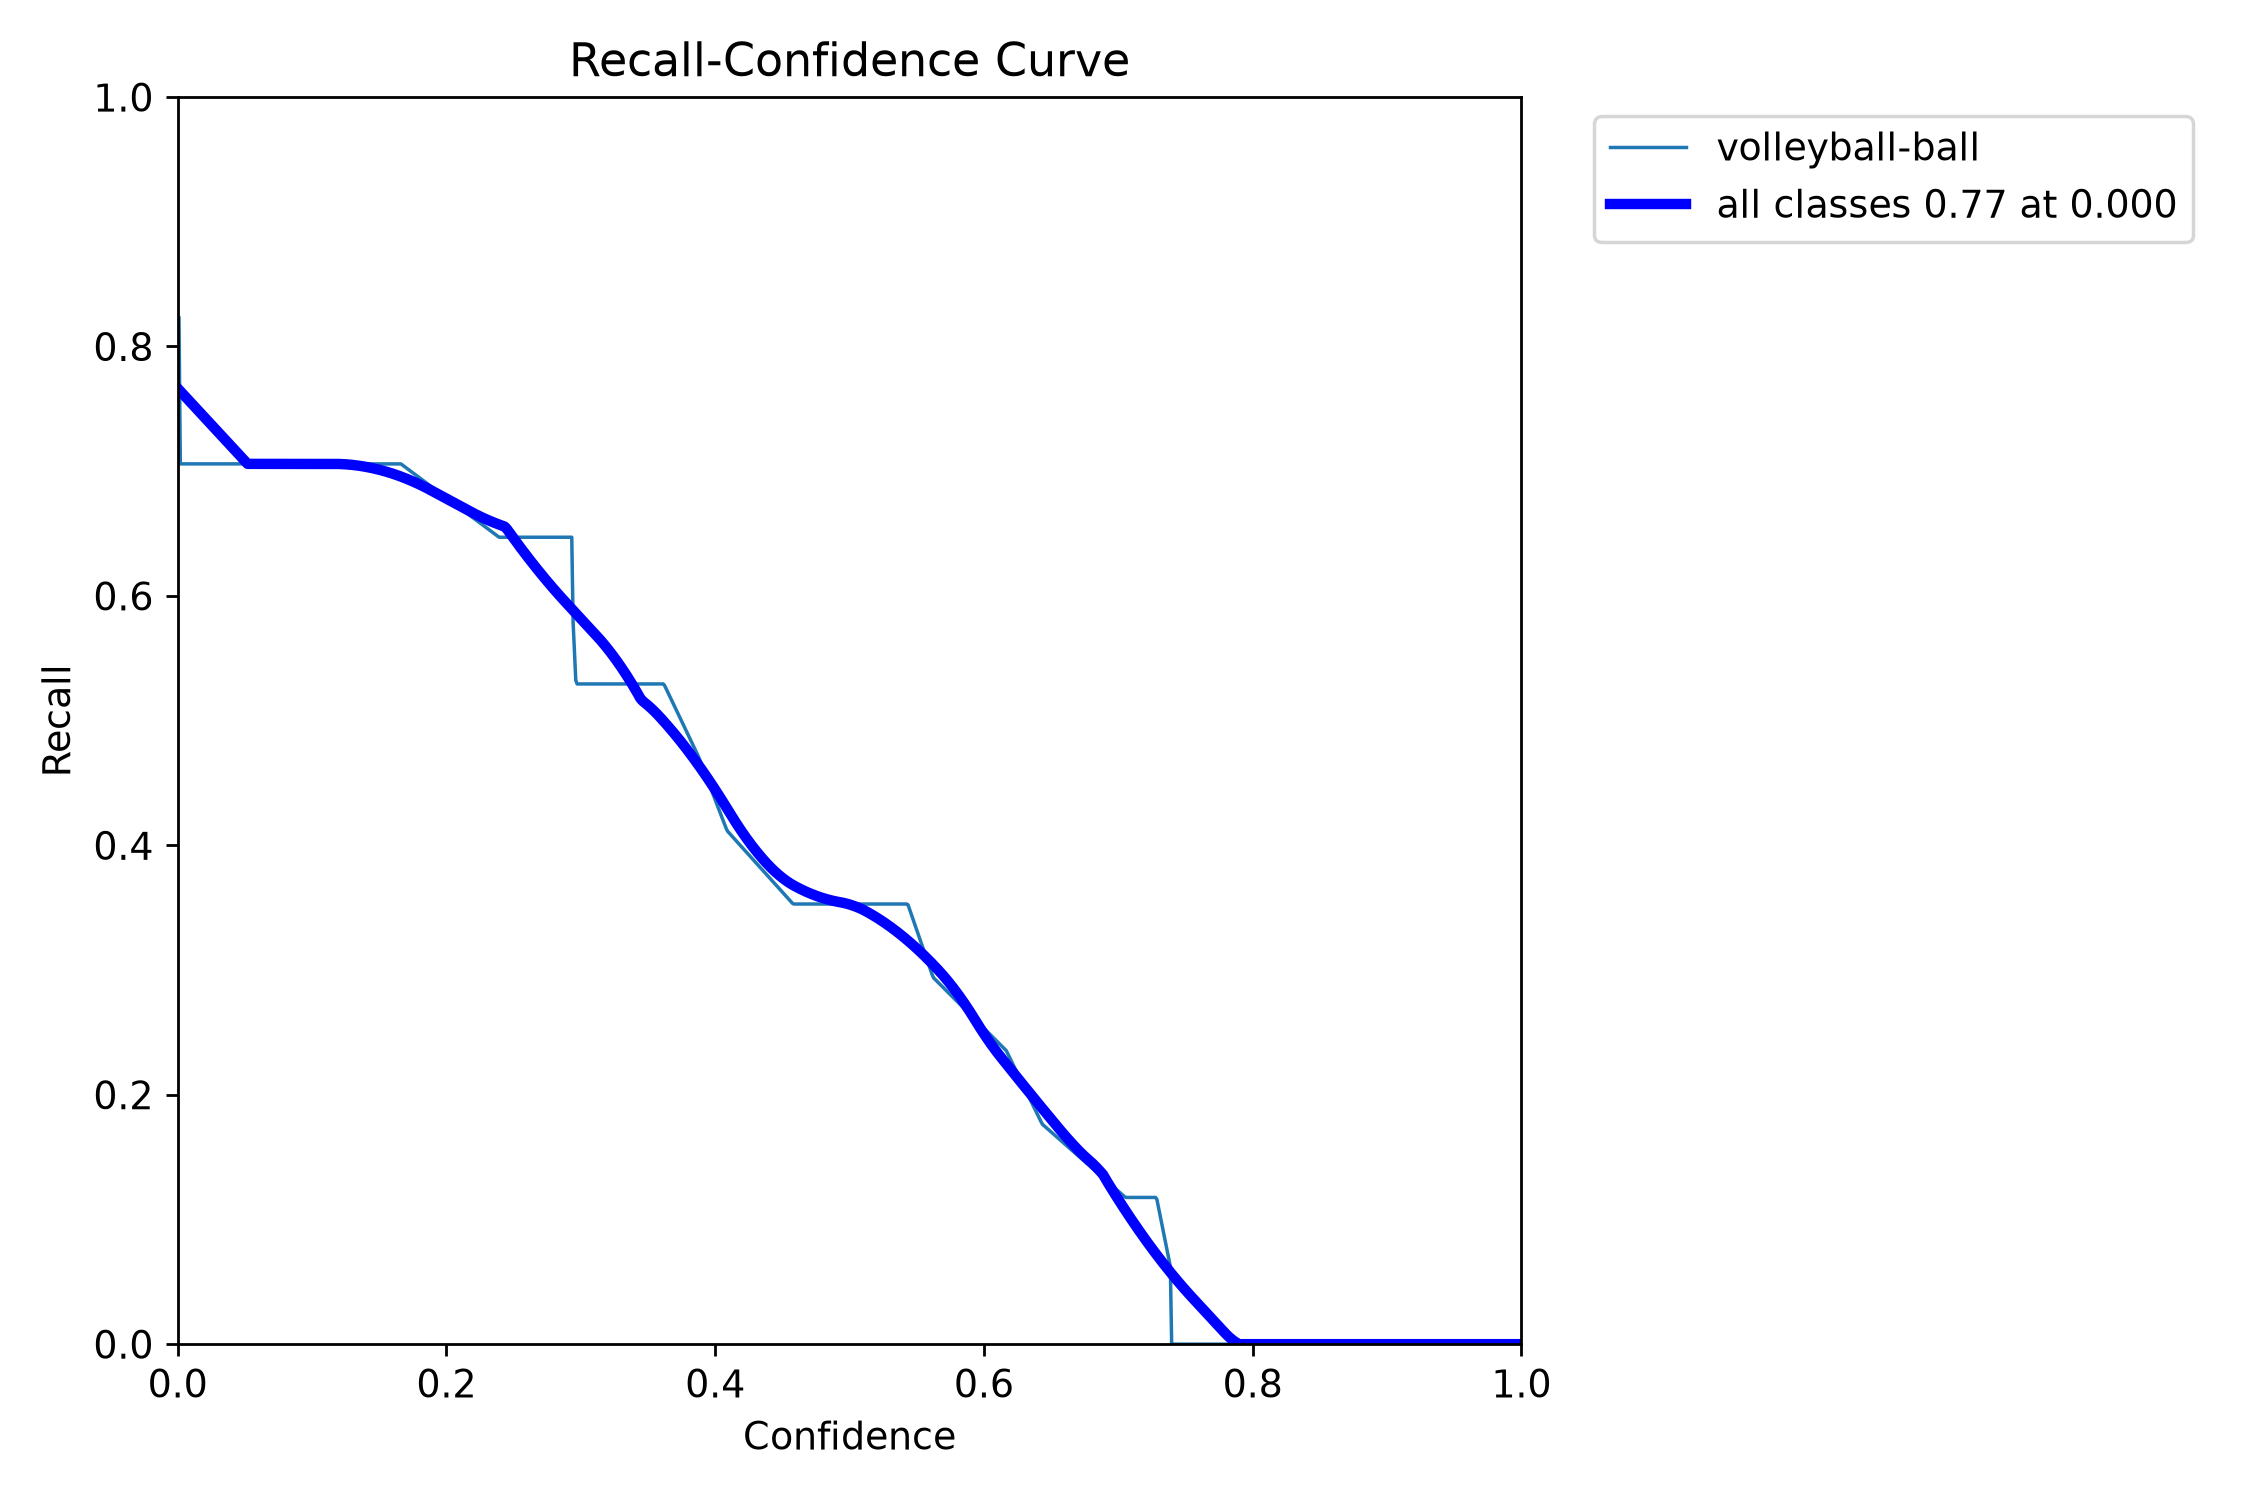 Recall-Confidence Curve
1.0
0.8
0.6
0.4
0.2
0.0
Recall
0.0 0.2 0.4 0.6 0.8 1.0
Confidence
volleyball-ball
all classes 0.77 at 0.000